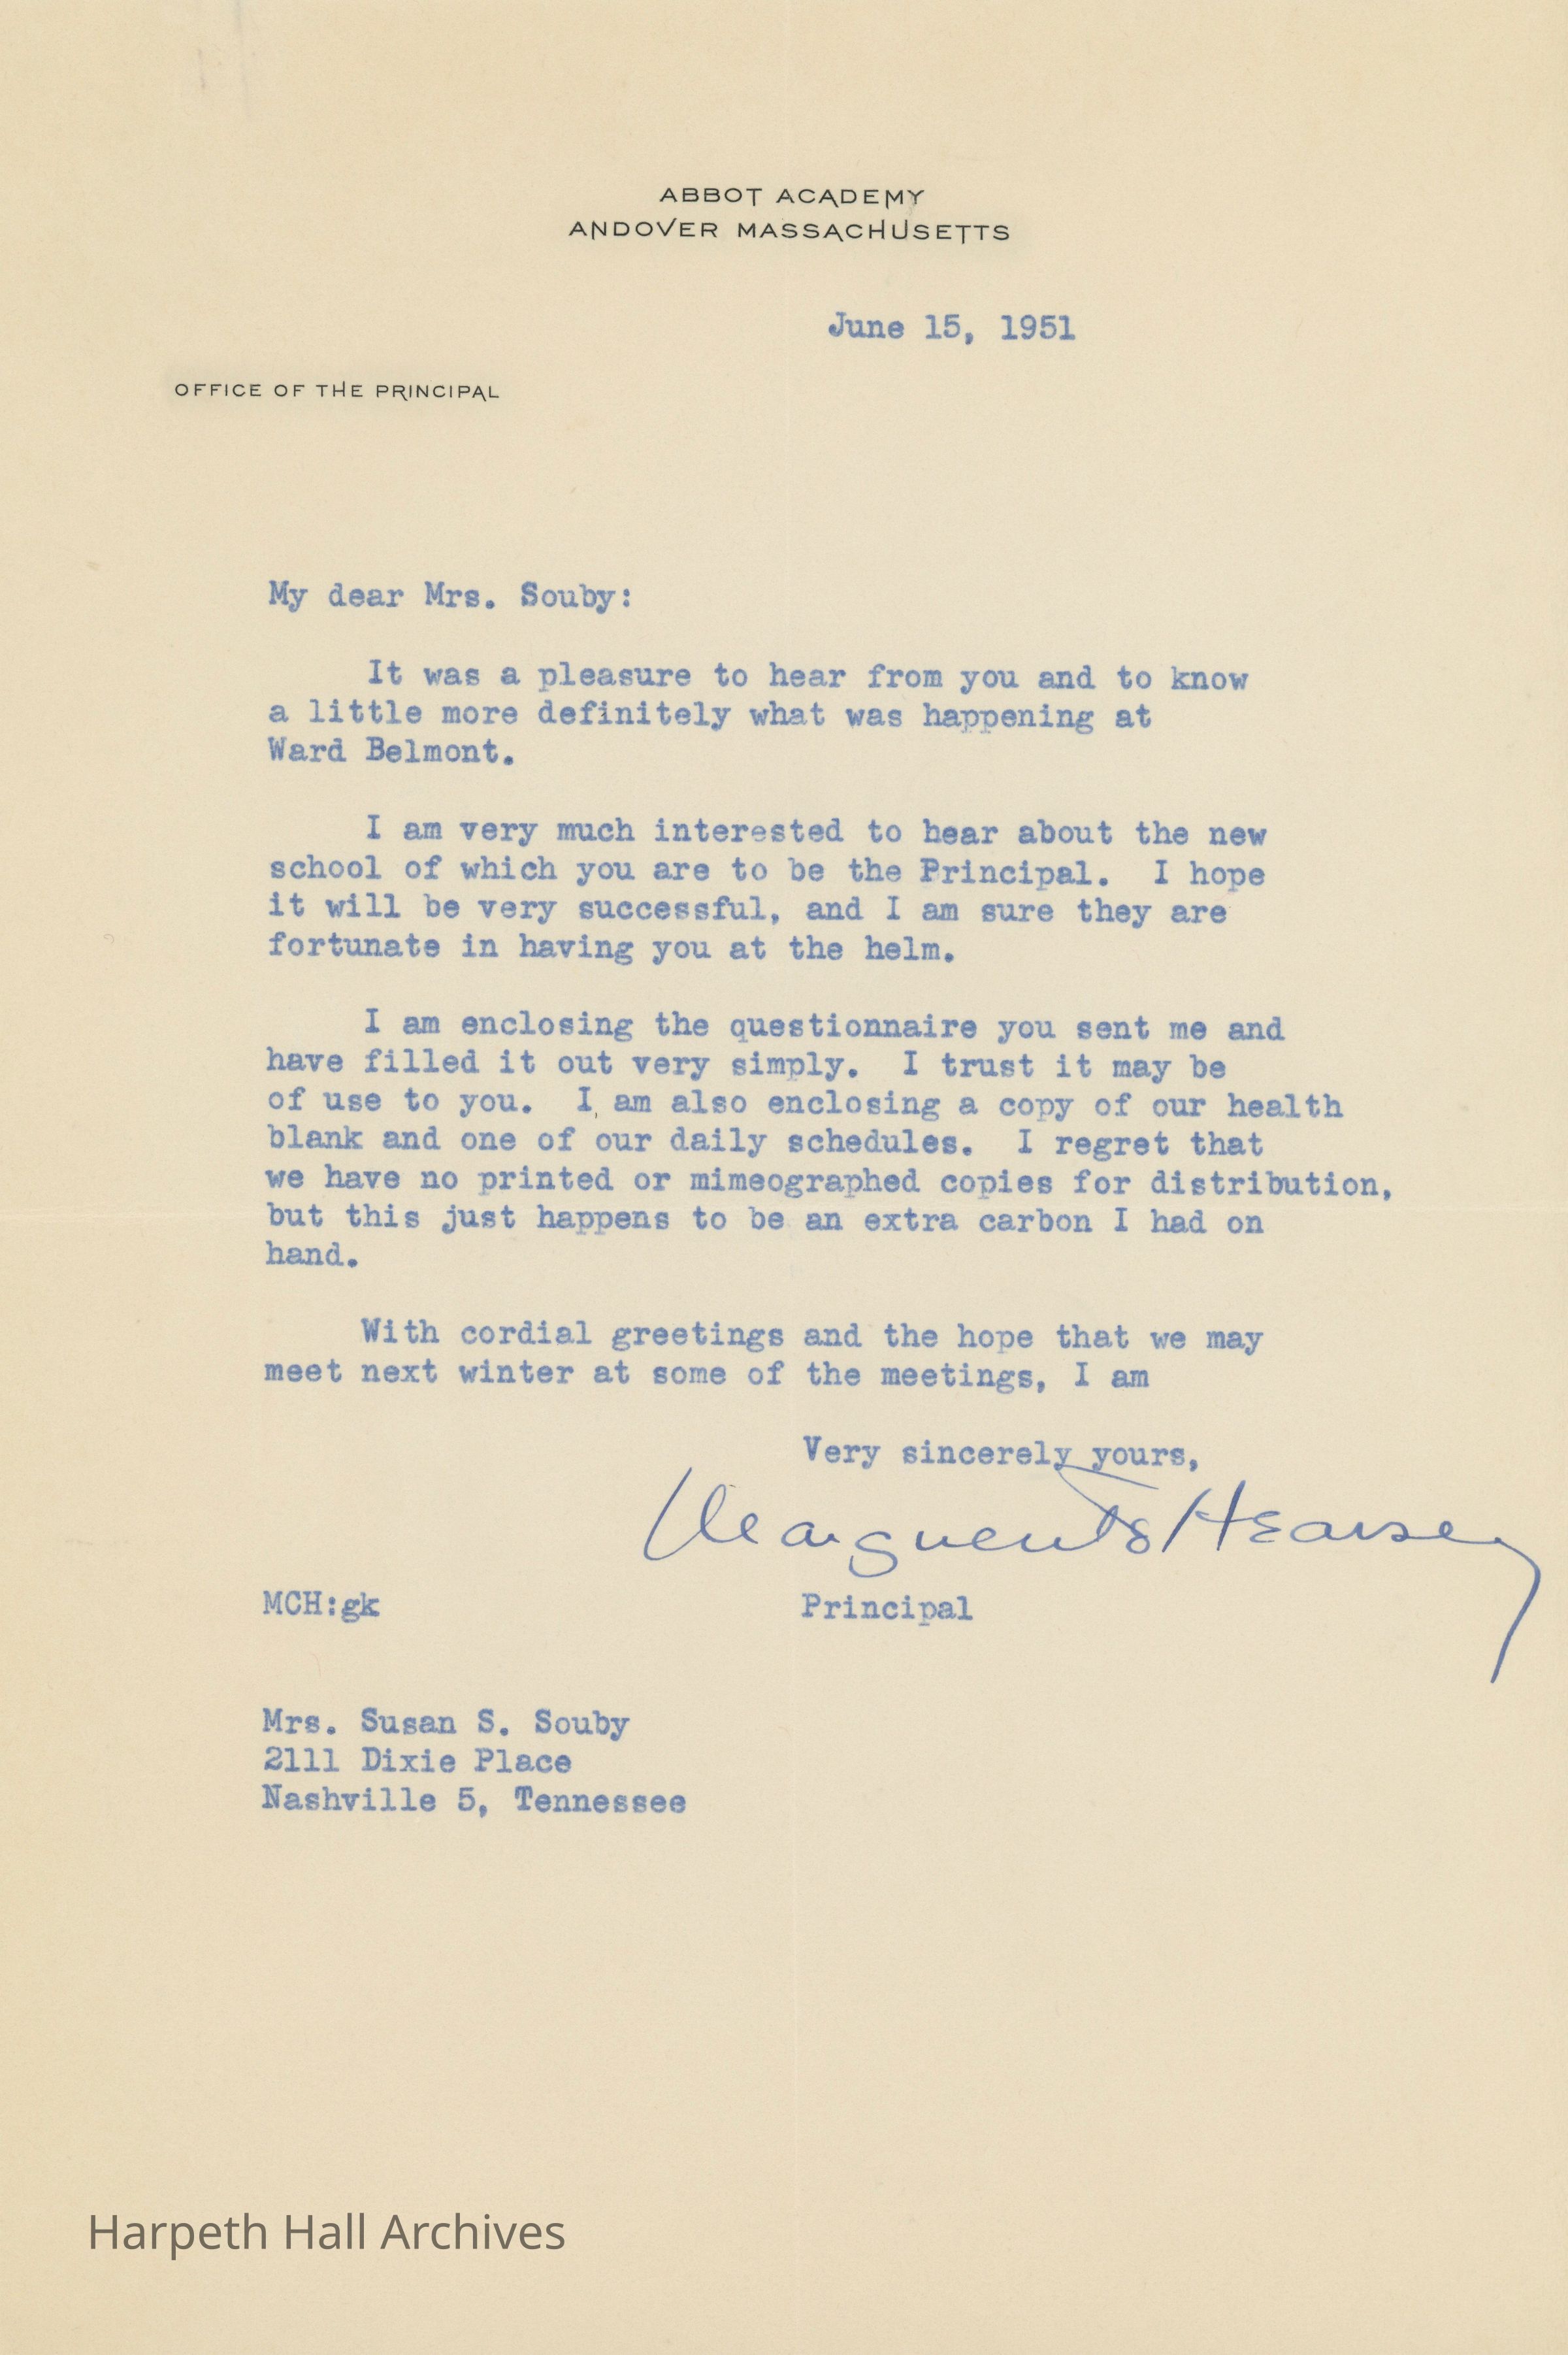 ABBOT ACADEMY
ANDOVER MASSACHUSETTS
June 15, 1951
OFFICE OF THE PRINCIPAL
My dear Mrs. Souby:
It was a pleasure to hear from you and to know
a little more definitely what was happening at
Ward Belmont.
I am very much interested to hear about the new
school of which you are to be the Principal. I hope
it will be very successful, and I am sure they are
fortunate in having you at the helm.
I am enclosing the questionnaire you sent me and
have filled it out very simply. I trust it may be
of use to you. I am also enclosing a copy of our health
blank and one of our daily schedules. I regret that
we have no printed or mimeographed copies for distribution,
but this just happens to be an extra carbon I had on
hand.
With cordial greetings and the hope that we may
meet next winter at some of the meetings, I am
Very sincerely yours,
Marguerite Hearsey
MCH:gk Principal
Mrs. Susan S. Souby
2111 Dixie Place
Nashville 5, Tennessee
Harpeth Hall Archives